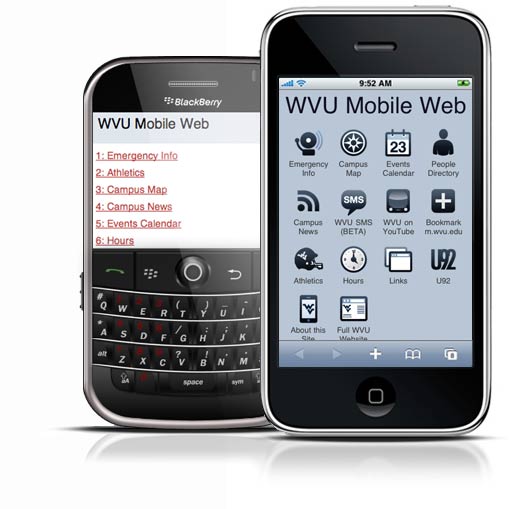 BlackBerry
WVU Mobile Web
1: Emergency Info
2: Athletics
3: Campus Map
4: Campus News
5: Events Calendar
6: Hours
# Q W E R T Y U I O P
* A S D F G H J K L
alt Z X C V B N M $
aA space sym
9:52 AM
WVU Mobile Web
Emergency Info
Campus Map
23
Events Calendar
People Directory
Campus News
SMS
WVU SMS (BETA)
WVU on YouTube
Bookmark m.wvu.edu
Athletics
Hours
Links
U92
U92
About this Site
Full WVU Website